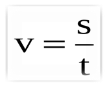 v = s/t